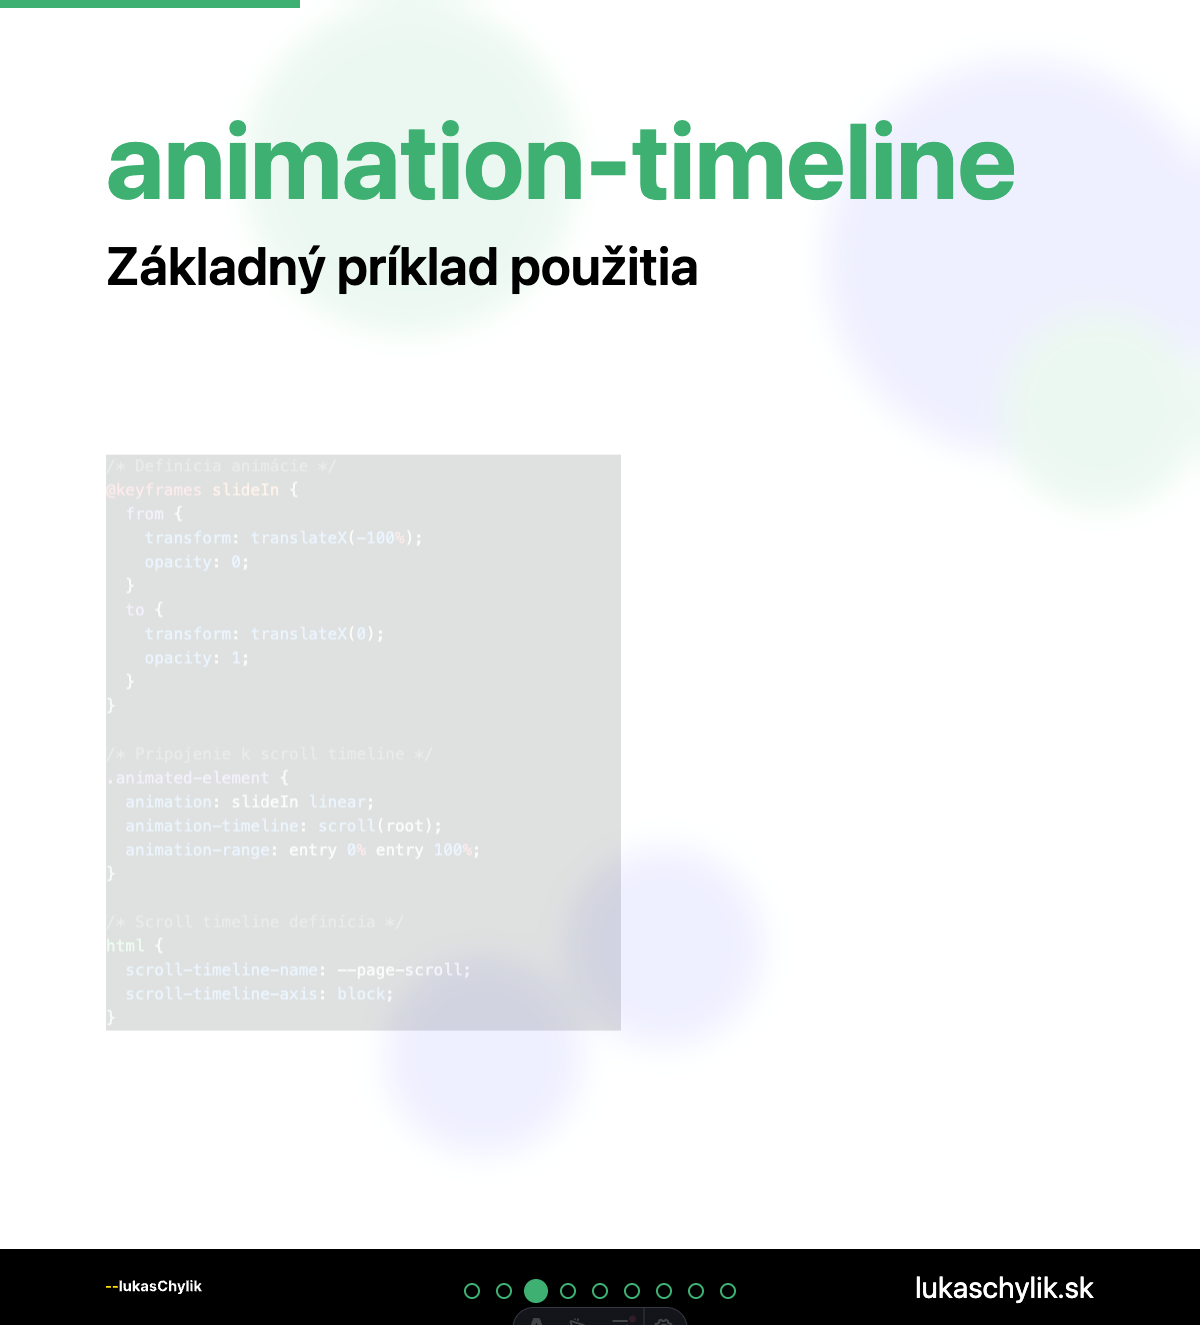 animation-timeline
Základný príklad použitia
/* Definícia animácie */
@keyframes slideIn {
  from {
    transform: translateX(-100%);
    opacity: 0;
  }
  to {
    transform: translateX(0);
    opacity: 1;
  }
}
/* Pripojenie k scroll timeline */
.animated-element {
  animation: slideIn linear;
  animation-timeline: scroll(root);
  animation-range: entry 0% entry 100%;
}
/* Scroll timeline definícia */
html {
  scroll-timeline-name: --page-scroll;
  scroll-timeline-axis: block;
}
--lukasChylik
lukaschylik.sk